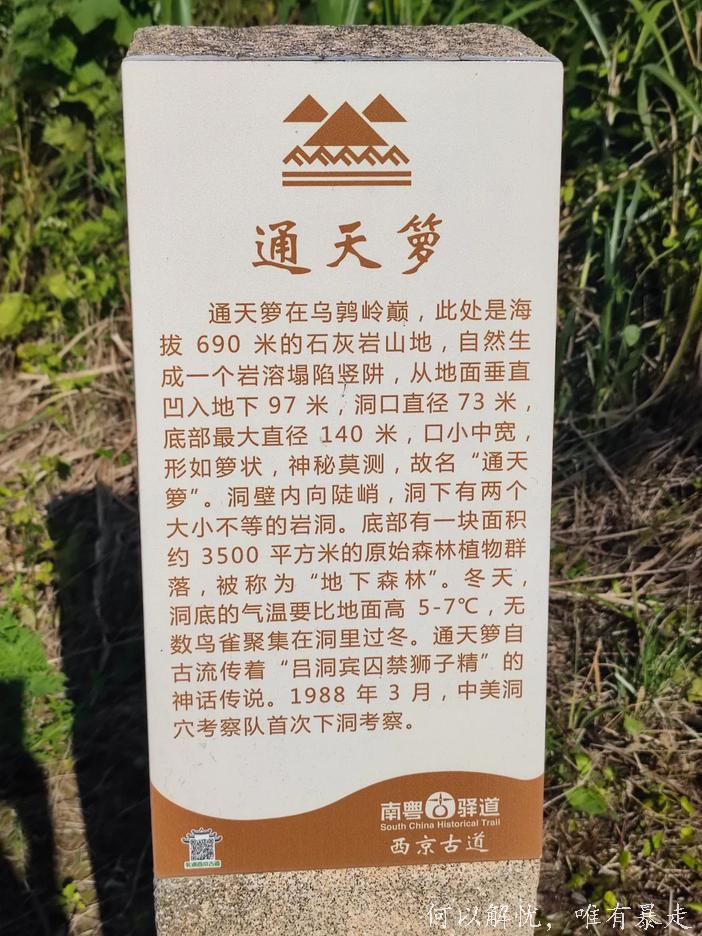 通天箩
通天箩在乌鹑岭巅，此处是海
拔 690 米的石灰岩山地，自然生
成一个岩溶塌陷竖阱，从地面垂直
凹入地下 97 米，洞口直径 73 米，
底部最大直径 140 米，口小中宽，
形如箩状，神秘莫测，故名“通天
箩”。洞壁内向陡峭，洞下有两个
大小不等的岩洞。底部有一块面积
约 3500 平方米的原始森林植物群
落，被称为“地下森林”。冬天，
洞底的气温要比地面高 5-7℃，无
数鸟雀聚集在洞里过冬。通天箩自
古流传着“吕洞宾囚禁狮子精”的
神话传说。1988 年 3 月，中美洞
穴考察队首次下洞考察。
南粤古驿道
South China Historical Trail
西京古道
乳源西京古道
何以解忧，唯有暴走